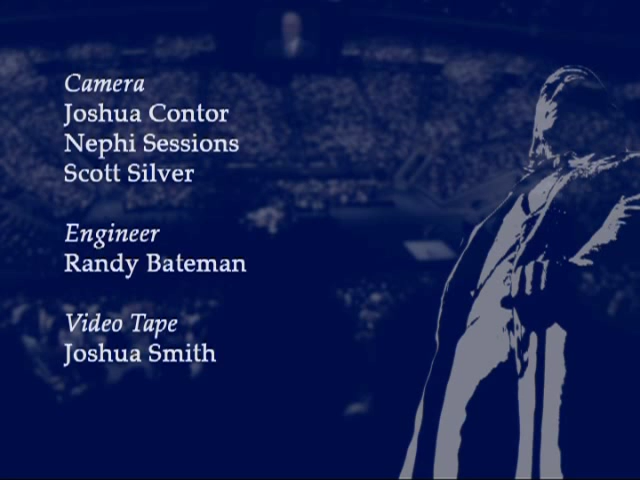 Camera
Joshua Contor
Nephi Sessions
Scott Silver
Engineer
Randy Bateman
Video Tape
Joshua Smith